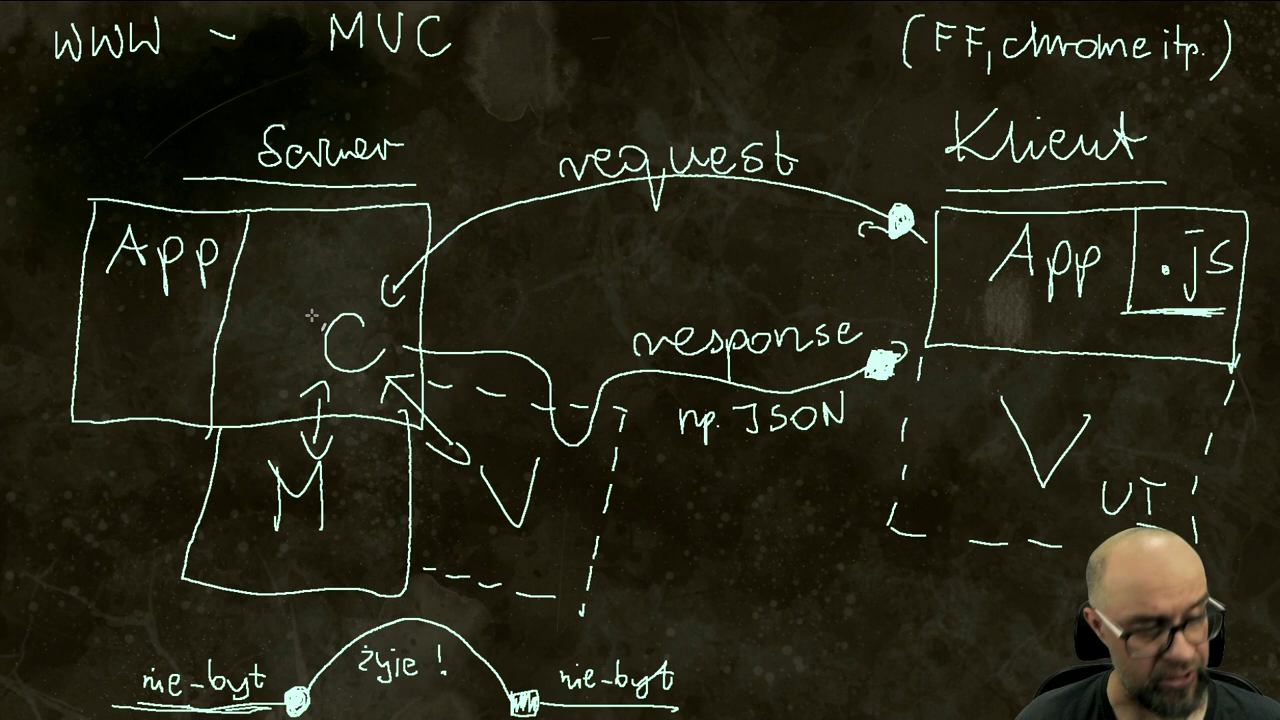 WWW - MVC
(FF, chrome itp.)
Serwer
request
Klient
App
App
.js
C
response
np. JSON
M
V
V
UI
nie-byt
żyje!
nie-byt